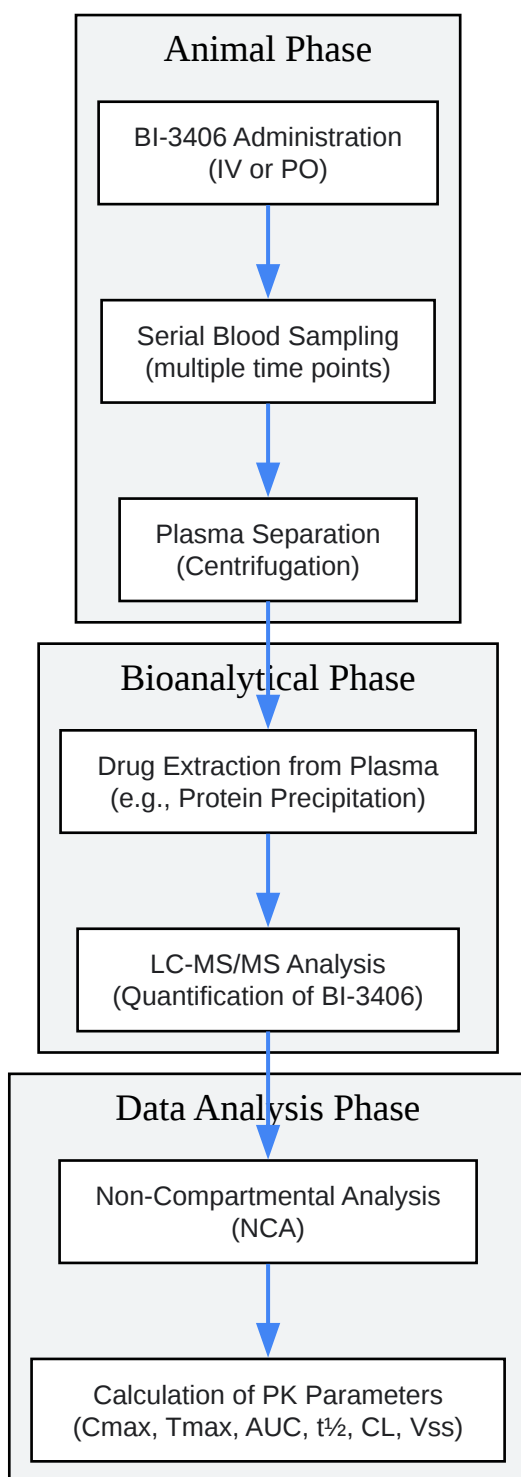 Animal Phase
BI-3406 Administration
(IV or PO)
Serial Blood Sampling
(multiple time points)
Plasma Separation
(Centrifugation)
Bioanalytical Phase
Drug Extraction from Plasma
(e.g., Protein Precipitation)
LC-MS/MS Analysis
(Quantification of BI-3406)
Data Analysis Phase
Non-Compartmental Analysis
(NCA)
Calculation of PK Parameters
(Cmax, Tmax, AUC, t½, CL, Vss)